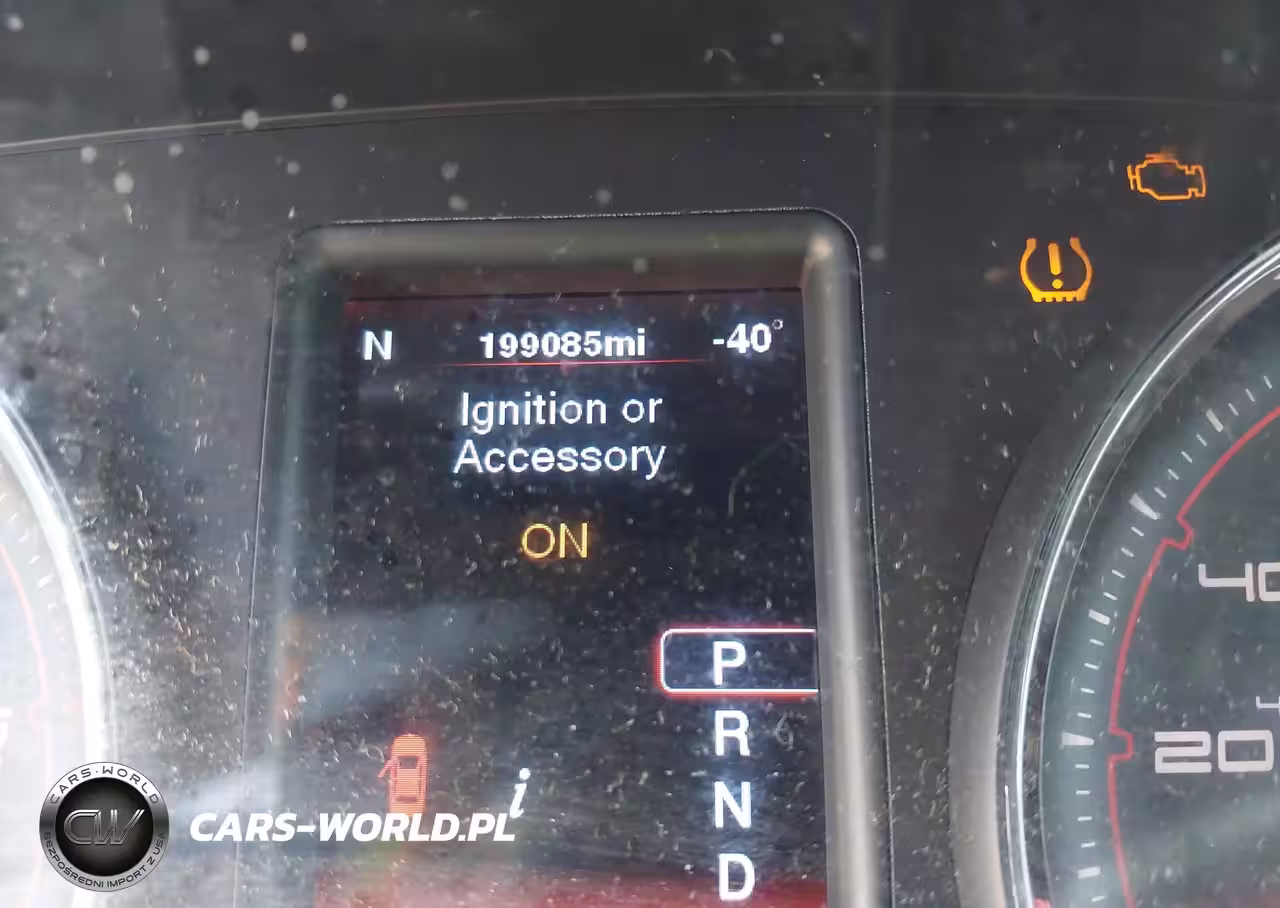 N 199085mi -40°
Ignition or
Accessory
ON
P
R
N
D
i
40
20
CARS-WORLD
CW
BEZPOŚREDNI IMPORT Z USA
CARS-WORLD.PL